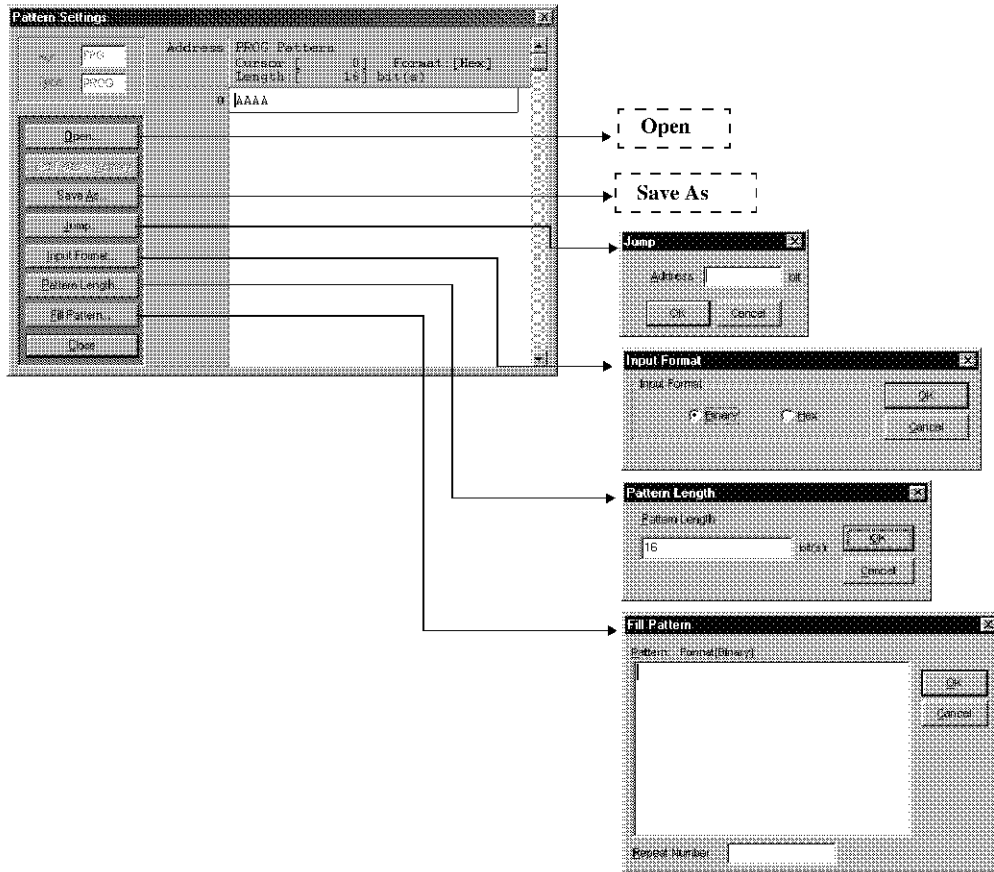 Pattern Settings
PPG
PROG
Address PROG Pattern
Cursor [ 0] Format [Hex]
Length [ 16] bit(s)
0 AAAA
Open
Save As
Jump
Input Format...
Pattern Length
Fill Pattern...
Close
Open
Save As
Jump
Address bit
OK Cancel
Input Format
Input Format
Binary Hex
OK
Cancel
Pattern Length
Pattern Length
16 bit(s)
OK
Cancel
Fill Pattern
Pattern: Format(Binary)
OK
Cancel
Repeat Number